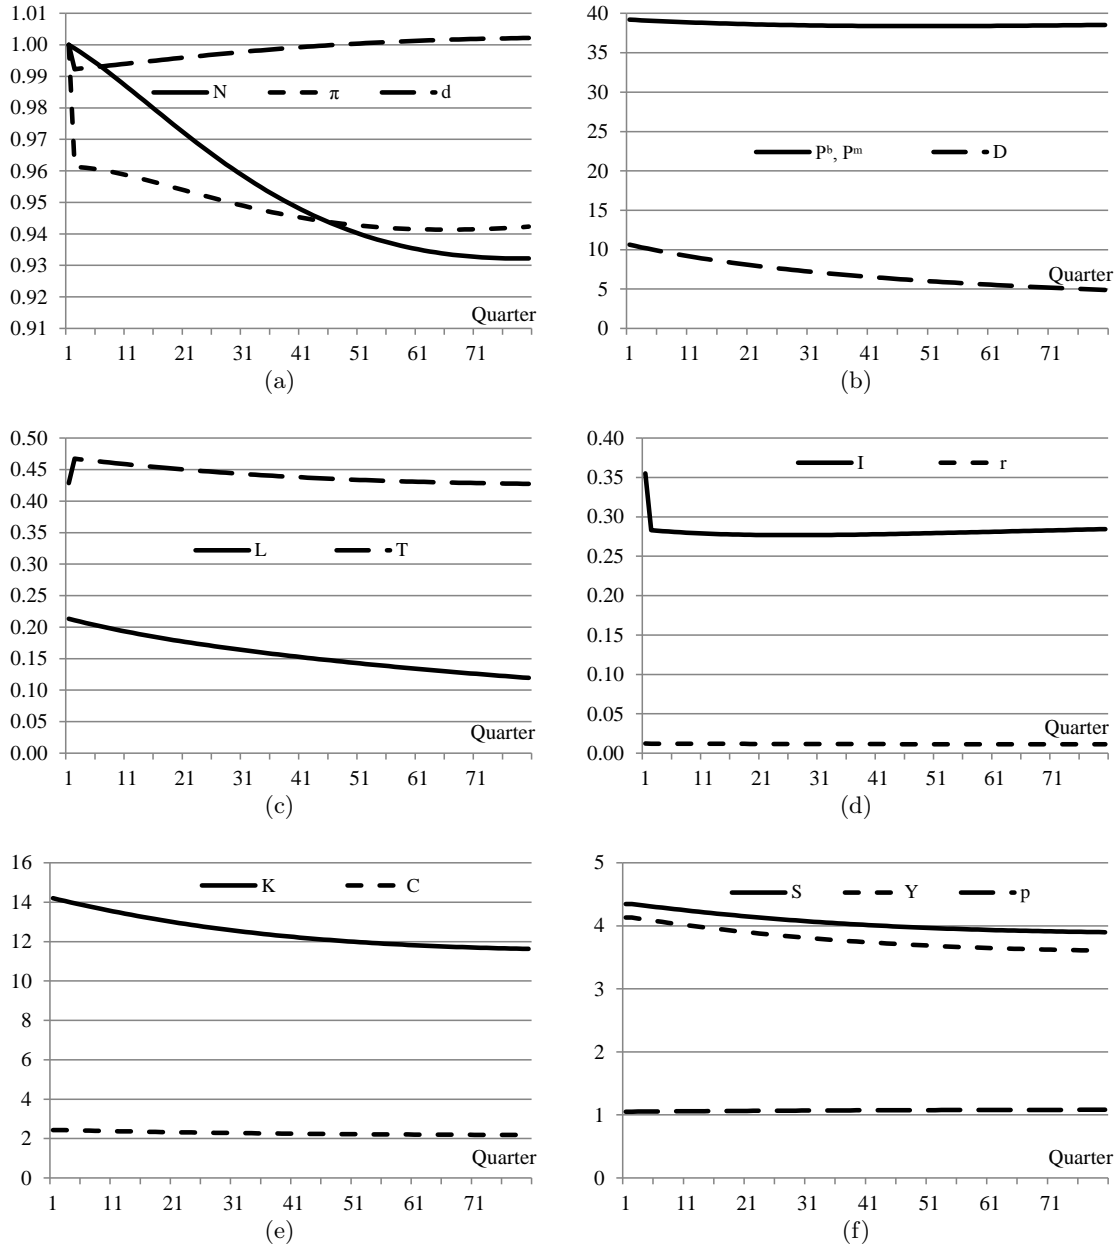 1.01
1.00
0.99
0.98
0.97
0.96
0.95
0.94
0.93
0.92
0.91
N π d
Quarter
1 11 21 31 41 51 61 71
(a)
40
35
30
25
20
15
10
5
0
Pᵇ, Pᵐ D
Quarter
1 11 21 31 41 51 61 71
(b)
0.50
0.45
0.40
0.35
0.30
0.25
0.20
0.15
0.10
0.05
0.00
L T
Quarter
1 11 21 31 41 51 61 71
(c)
0.40
0.35
0.30
0.25
0.20
0.15
0.10
0.05
0.00
I r
Quarter
1 11 21 31 41 51 61 71
(d)
16
14
12
10
8
6
4
2
0
K C
Quarter
1 11 21 31 41 51 61 71
(e)
5
4
3
2
1
0
S Y p
Quarter
1 11 21 31 41 51 61 71
(f)